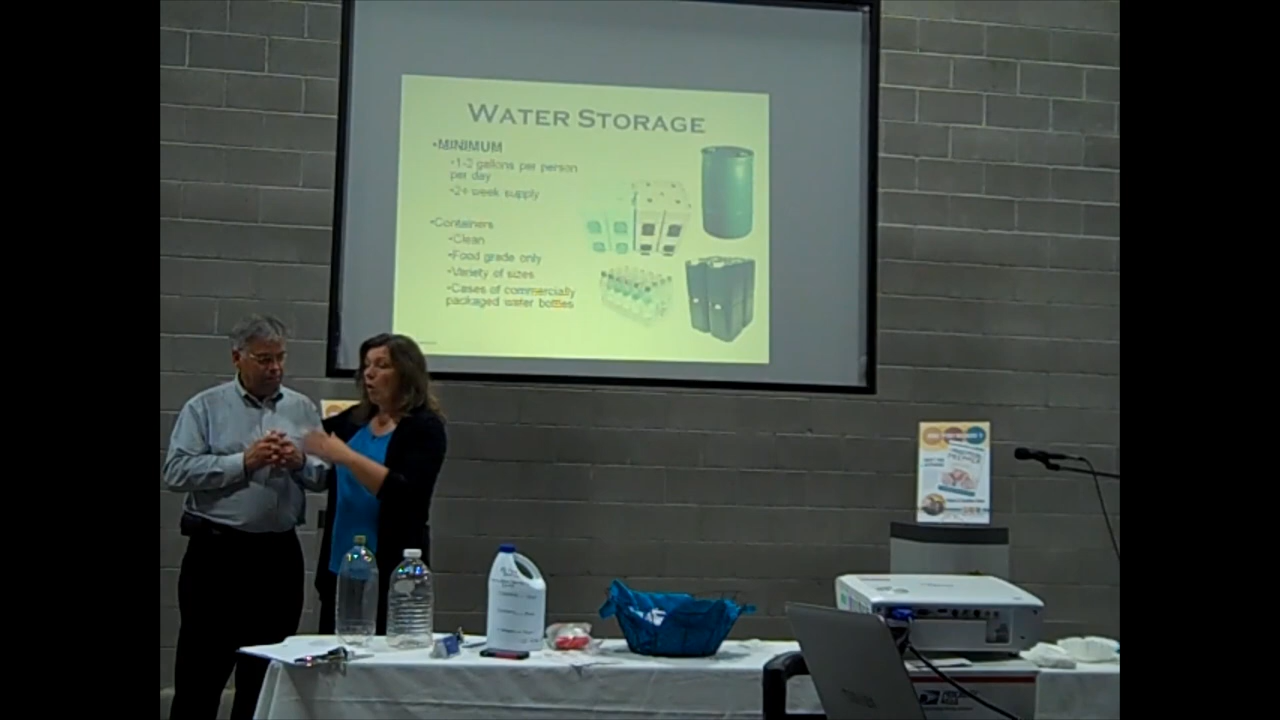 WATER STORAGE
•MINIMUM
•1-2 gallons per person
per day
•2+ week supply
•Containers
•Clean
•Food grade only
•Variety of sizes
•Cases of commercially
packaged water bottles